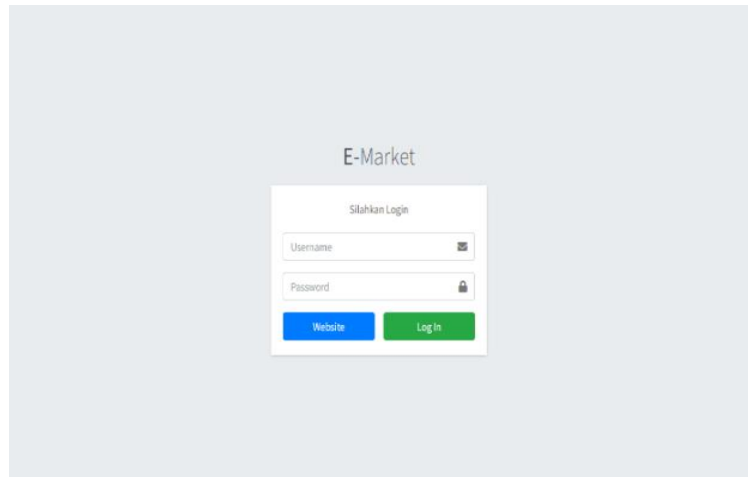 E-Market
Silahkan Login
Username
Password
Website
Log In